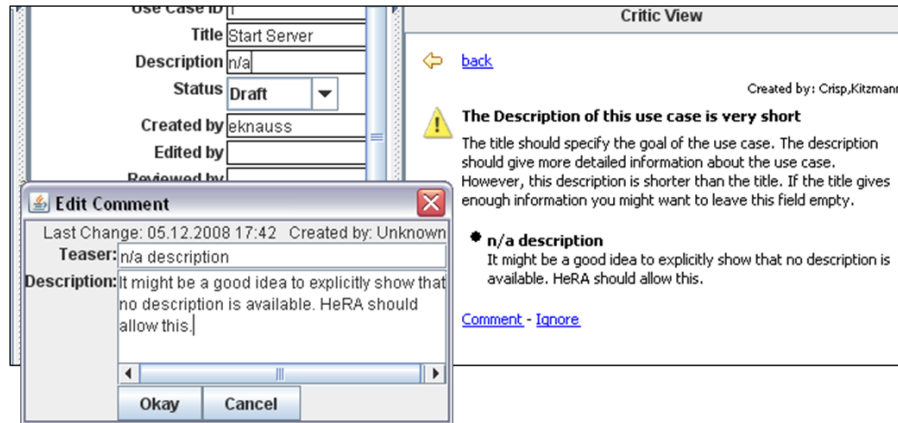 Use Case ID
Title Start Server
Description n/a
Status Draft
Created by eknauss
Edited by
Reviewed by
Critic View
back
Created by: Crisp,Kitzmann
The Description of this use case is very short
The title should specify the goal of the use case. The description
should give more detailed information about the use case.
However, this description is shorter than the title. If the title gives
enough information you might want to leave this field empty.
n/a description
It might be a good idea to explicitly show that no description is
available. HeRA should allow this.
Comment - Ignore
Edit Comment
Last Change: 05.12.2008 17:42 Created by: Unknown
Teaser: n/a description
Description: It might be a good idea to explicitly show that
no description is available. HeRA should
allow this.
Okay Cancel